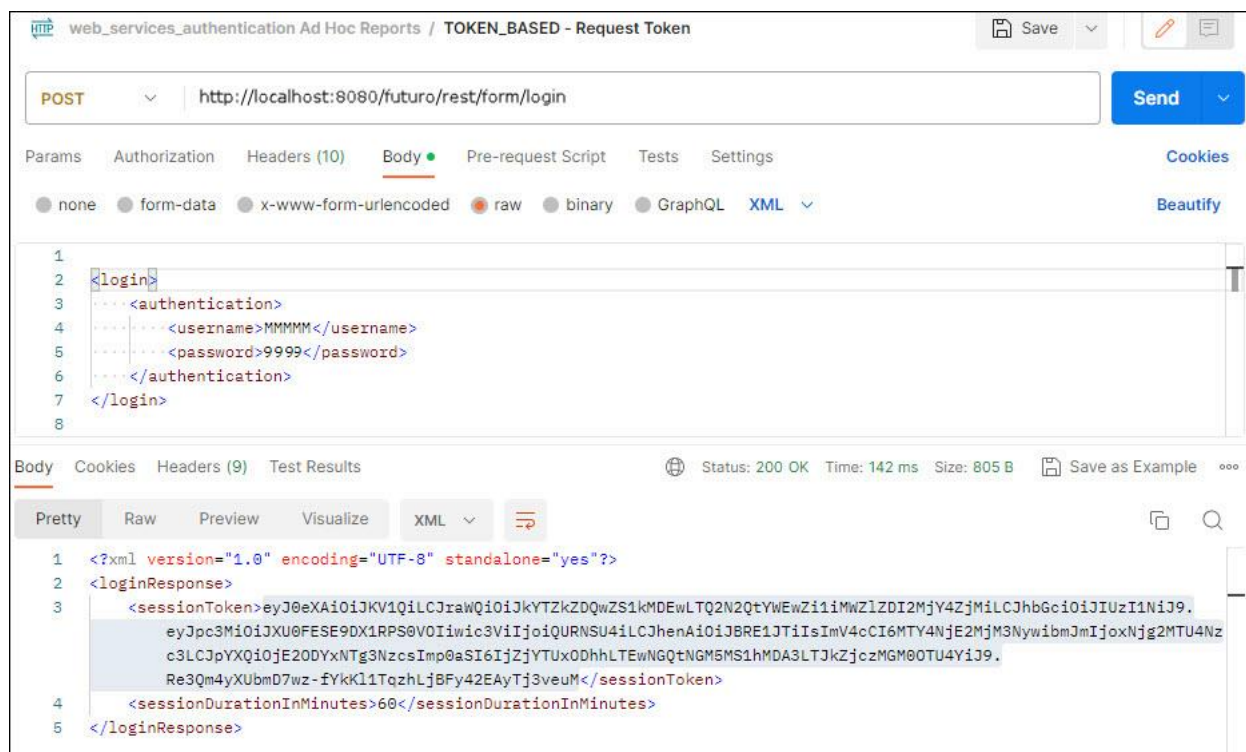 HTTP web_services_authentication Ad Hoc Reports / TOKEN_BASED - Request Token Save
POST http://localhost:8080/futuro/rest/form/login Send
Params Authorization Headers (10) Body Pre-request Script Tests Settings Cookies
none form-data x-www-form-urlencoded raw binary GraphQL XML Beautify
1
2 <login>
3 <authentication>
4 <username>MMMMM</username>
5 <password>9999</password>
6 </authentication>
7 </login>
8
Body Cookies Headers (9) Test Results Status: 200 OK Time: 142 ms Size: 805 B Save as Example
Pretty Raw Preview Visualize XML
1 <?xml version="1.0" encoding="UTF-8" standalone="yes"?>
2 <loginResponse>
3 <sessionToken>eyJ0eXAiOiJKV1QiLCJraWQiOiJkYTZkZDQwZS1kMDEwLTQ2N2QtYWEwZi1iMWZlZDI2MjY4ZjMiLCJhbGciOiJIUzI1NiJ9.
eyJpc3MiOiJXU0FESE9DX1RPS0VOIiwic3ViIjoiQURNSU4iLCJhenAiOiJBRE1JTiIsImV4cCI6MTY4NjE2MjM3NywibmJmIjoxNjg2MTU4Nz
c3LCJpYXQiOjE2ODYxNTg3NzcsImp0aSI6IjZjYTUxODhhLTEwNGQtNGM5MS1hMDA3LTJkZjczMGM0OTU4YiJ9.
Re3Qm4yXUbmD7wz-fYkKl1TqzhLjBFy42EAyTj3veuM</sessionToken>
4 <sessionDurationInMinutes>60</sessionDurationInMinutes>
5 </loginResponse>